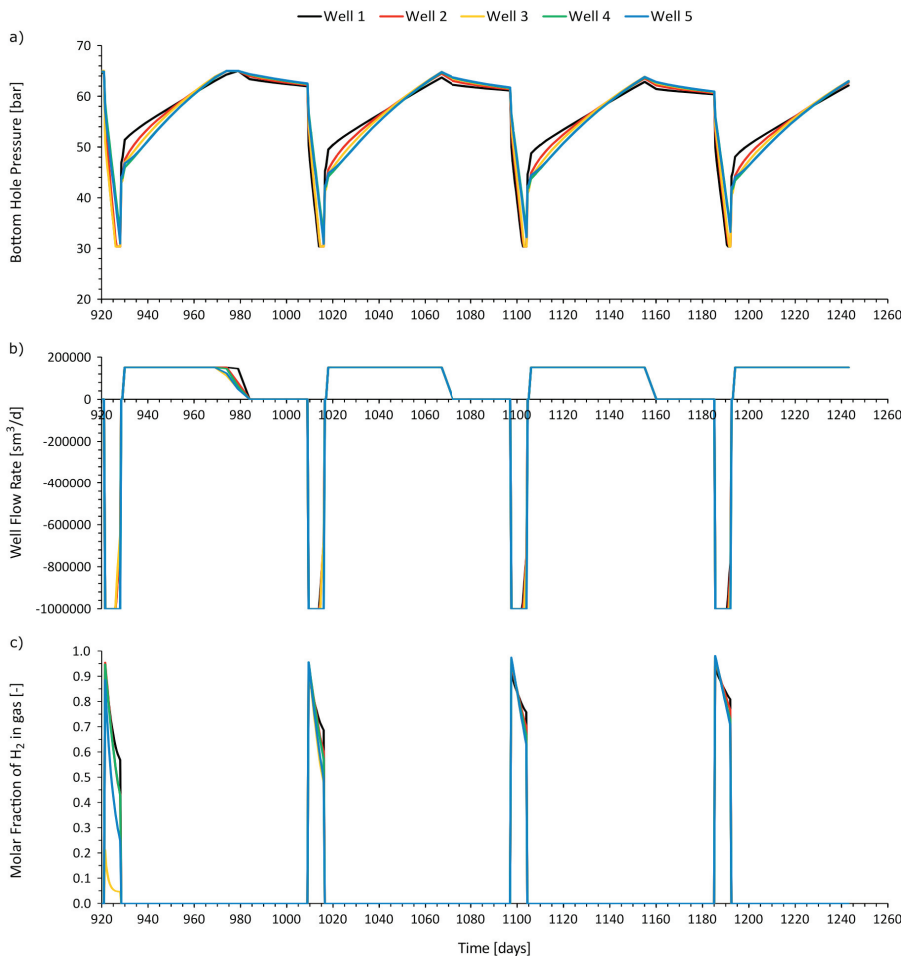 Well 1 Well 2 Well 3 Well 4 Well 5
a)
Bottom Hole Pressure [bar]
70
60
50
40
30
20
920 940 960 980 1000 1020 1040 1060 1080 1100 1120 1140 1160 1180 1200 1220 1240 1260
b)
Well Flow Rate [sm³/d]
200000
0
-200000
-400000
-600000
-800000
-1000000
920 940 960 980 1000 1020 1040 1060 1080 1100 1120 1140 1160 1180 1200 1220 1240 1260
c)
Molar Fraction of H₂ in gas [-]
1.0
0.9
0.8
0.7
0.6
0.5
0.4
0.3
0.2
0.1
0.0
920 940 960 980 1000 1020 1040 1060 1080 1100 1120 1140 1160 1180 1200 1220 1240 1260
Time [days]